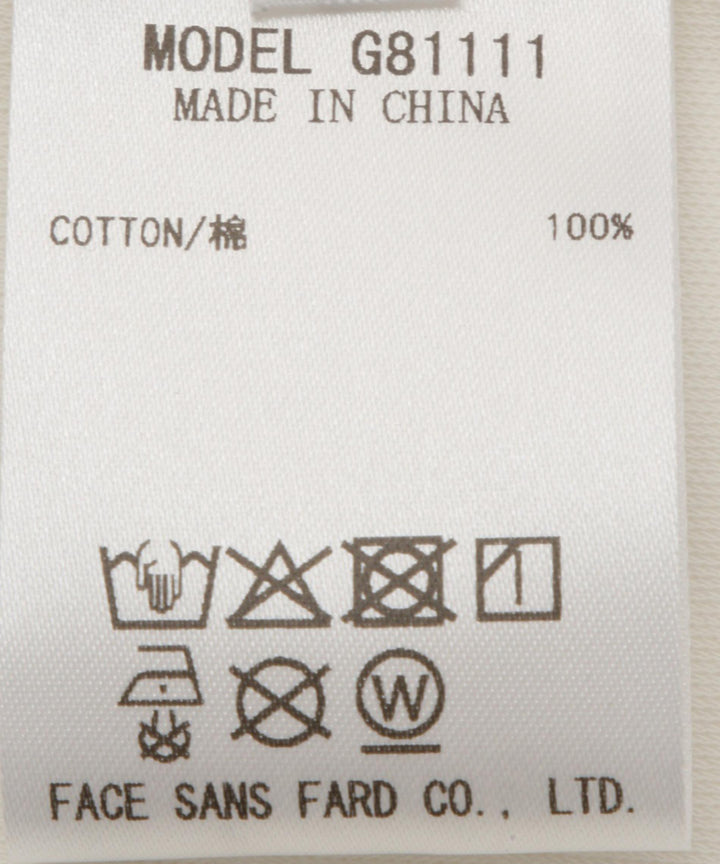 MODEL G81111
MADE IN CHINA
COTTON/棉 100%
W
FACE SANS FARD CO., LTD.